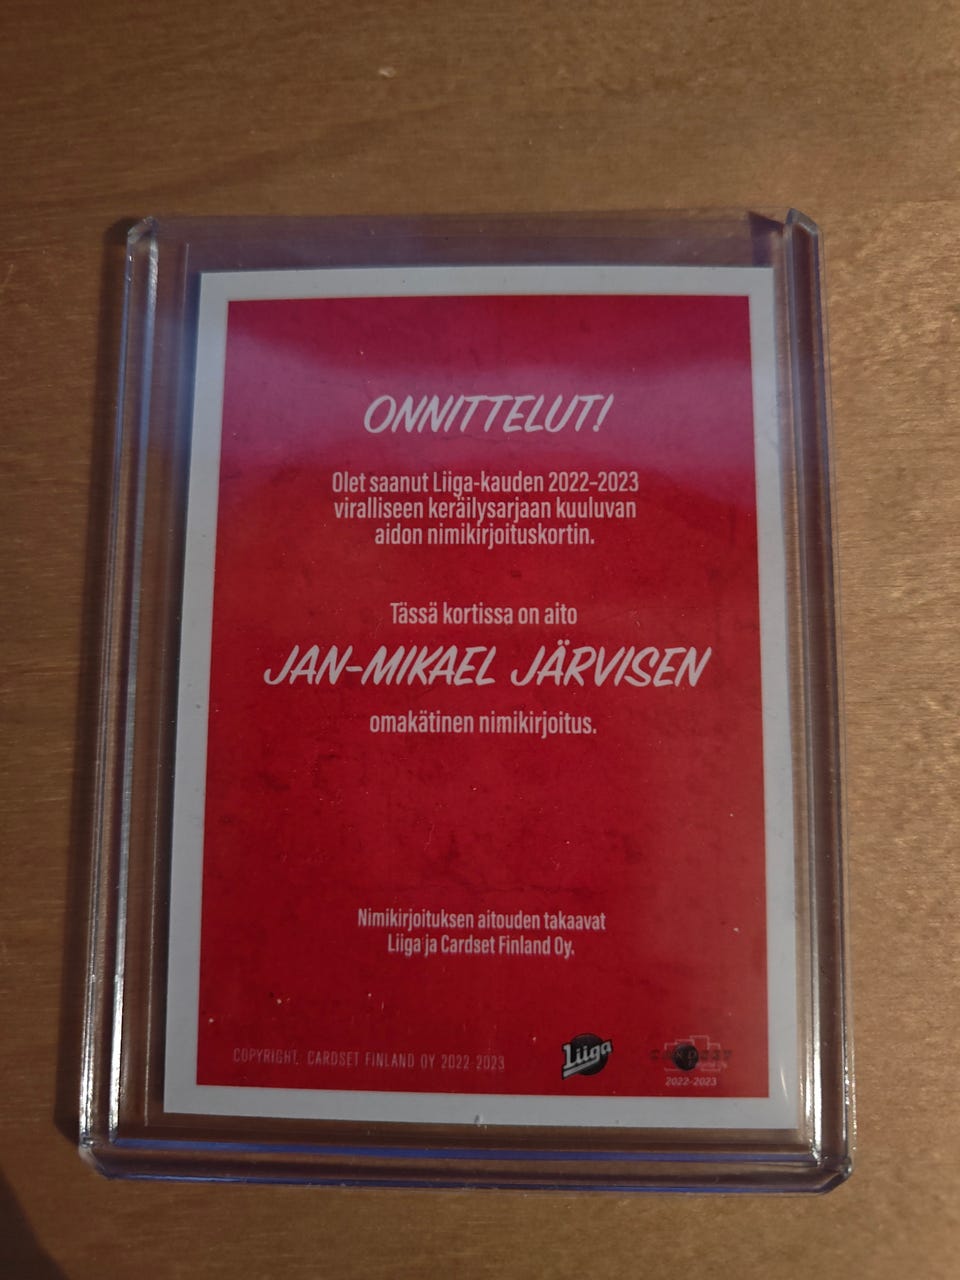 ONNITTELUT!
Olet saanut Liiga-kauden 2022–2023
viralliseen keräilysarjaan kuuluvan
aidon nimikirjoituskortin.
Tässä kortissa on aito
JAN-MIKAEL JÄRVISEN
omakätinen nimikirjoitus.
Nimikirjoituksen aitouden takaavat
Liiga ja Cardset Finland Oy.
COPYRIGHT. CARDSET FINLAND OY 2022-2023
Liiga
CARDSET
2022-2023